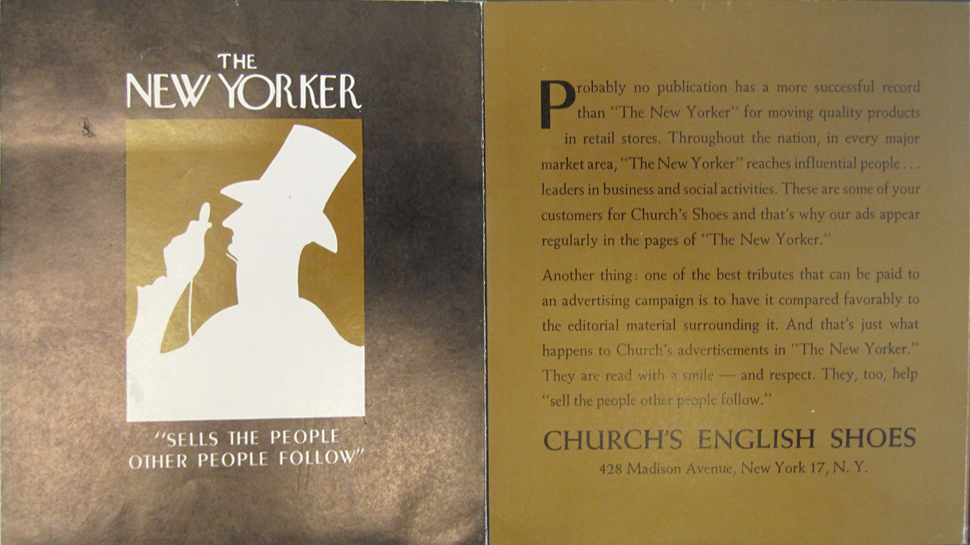 THE
NEW YORKER
"SELLS THE PEOPLE
OTHER PEOPLE FOLLOW"
Probably no publication has a more successful record
than "The New Yorker" for moving quality products
in retail stores. Throughout the nation, in every major
market area, "The New Yorker" reaches influential people . . .
leaders in business and social activities. These are some of your
customers for Church's Shoes and that's why our ads appear
regularly in the pages of "The New Yorker."
Another thing: one of the best tributes that can be paid to
an advertising campaign is to have it compared favorably to
the editorial material surrounding it. And that's just what
happens to Church's advertisements in "The New Yorker."
They are read with a smile — and respect. They, too, help
"sell the people other people follow."
CHURCH'S ENGLISH SHOES
428 Madison Avenue, New York 17, N. Y.